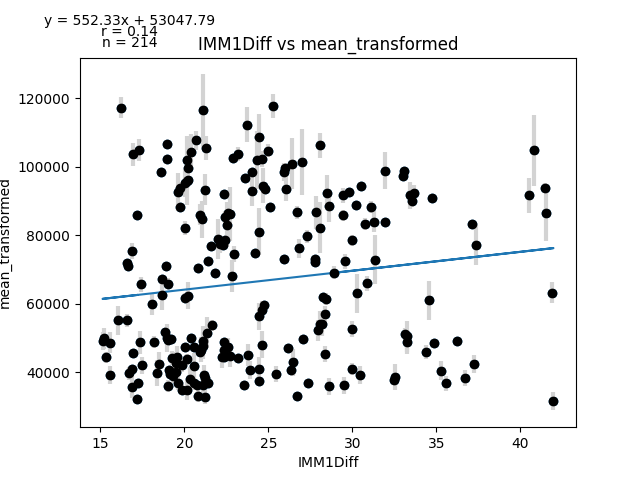 y = 552.33x + 53047.79
r = 0.14
n = 214
IMM1Diff vs mean_transformed
120000
100000
80000
60000
40000
mean_transformed
15 20 25 30 35 40
IMM1Diff